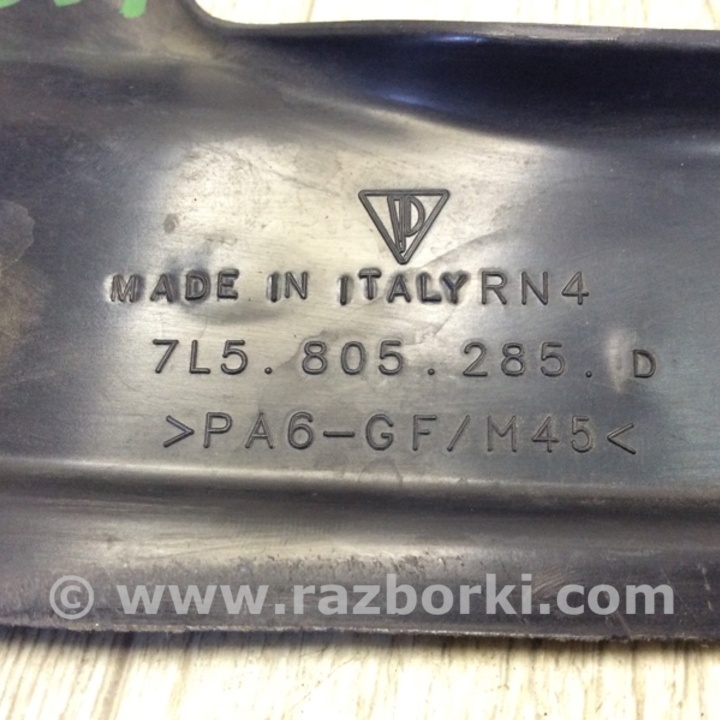 MADE IN ITALY RN4
7L5.805.285.D
>PA6-GF/M45<
© www.razborki.com